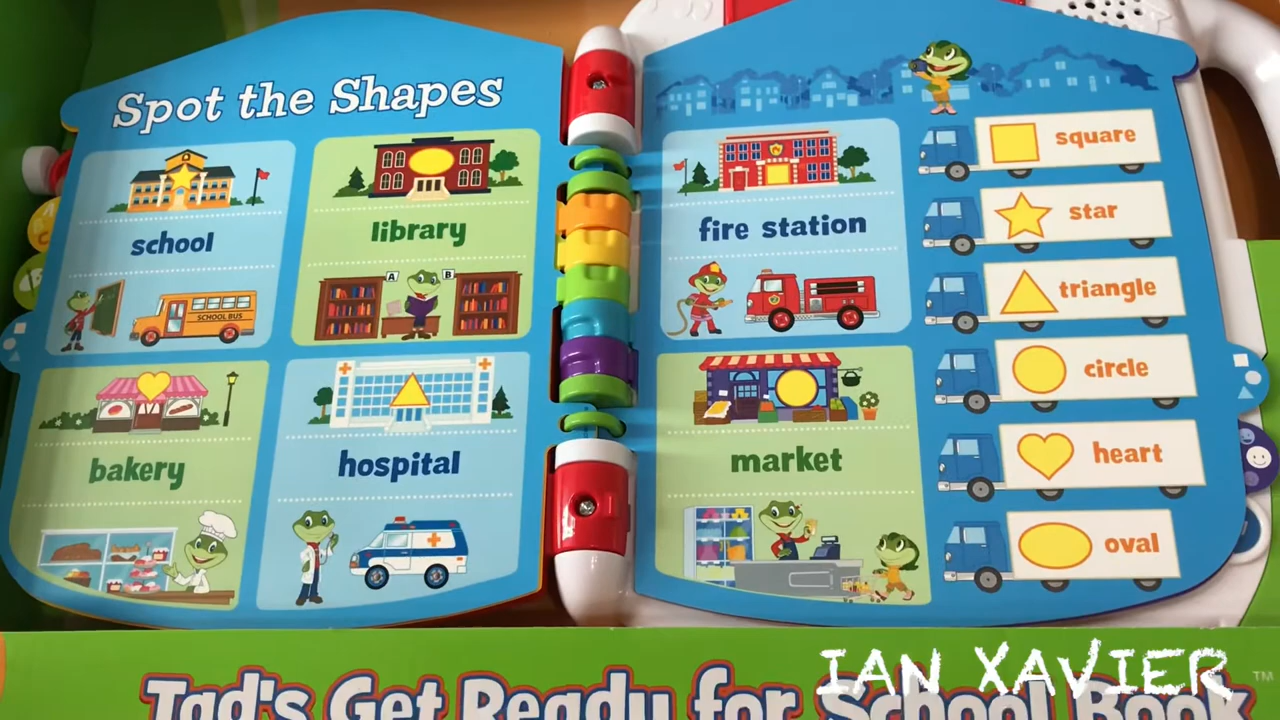 Spot the Shapes
school
SCHOOL BUS
library
A B
bakery
hospital
fire station
market
square
star
triangle
circle
heart
oval
Tad's Get Ready for School Book
IAN XAVIER
TM